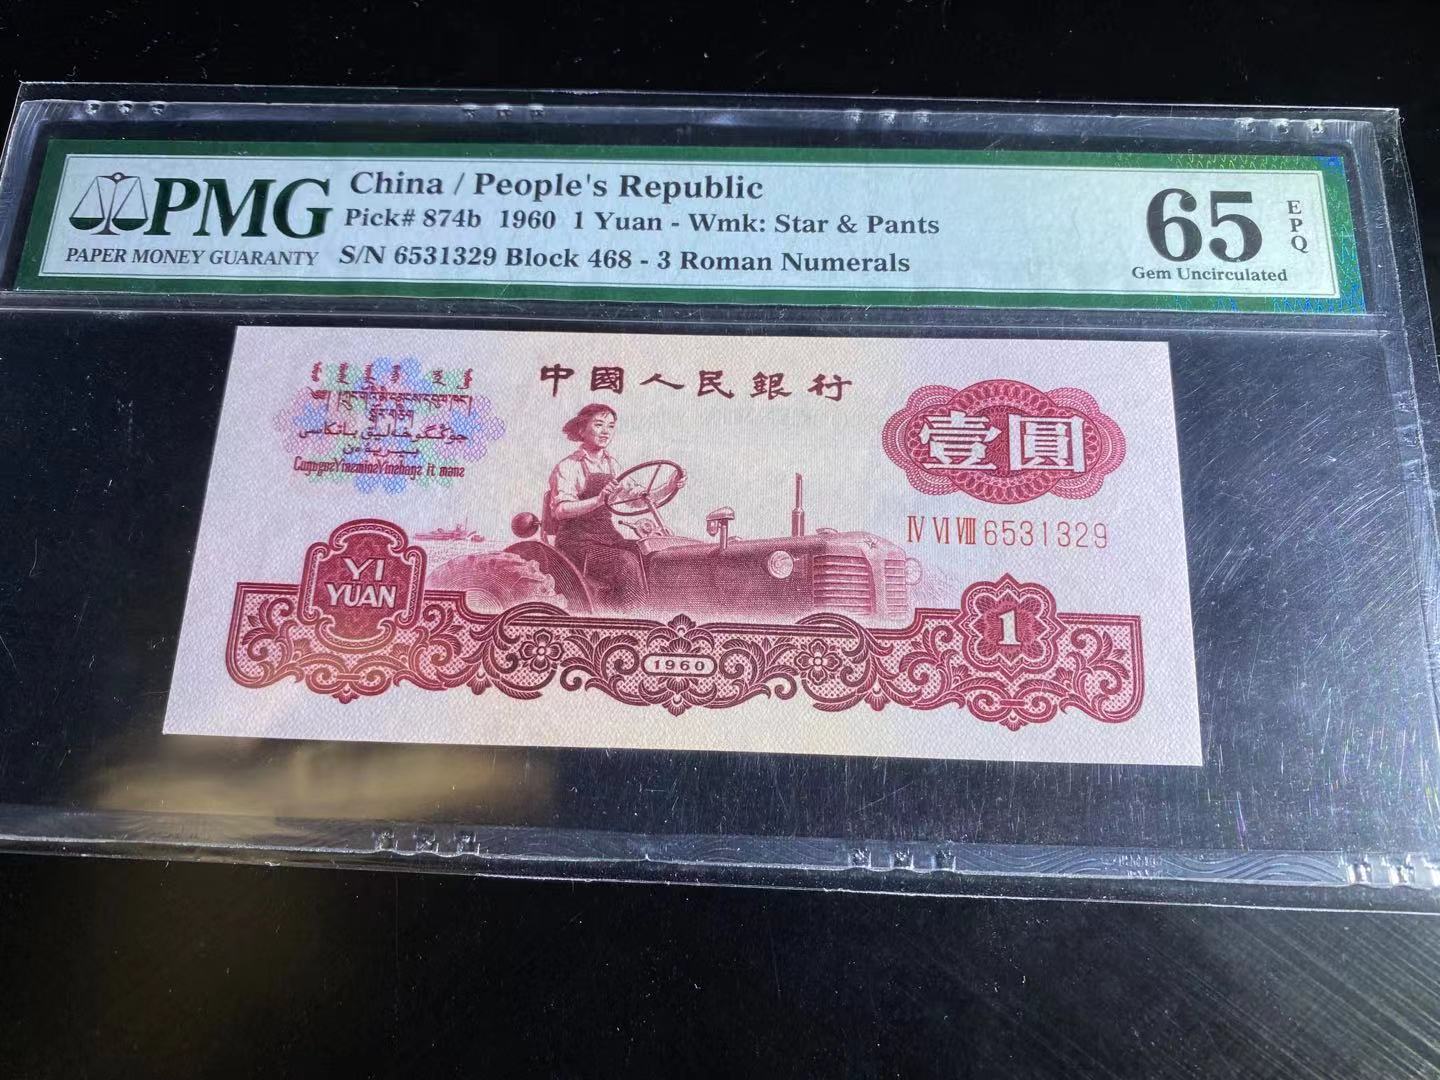 PMG
PAPER MONEY GUARANTY
China / People's Republic
Pick# 874b 1960 1 Yuan - Wmk: Star & Pants
S/N 6531329 Block 468 - 3 Roman Numerals
65
EPQ
Gem Uncirculated
中國人民銀行
壹圓
Ⅳ Ⅵ Ⅷ 6531329
YI
YUAN
1960
1